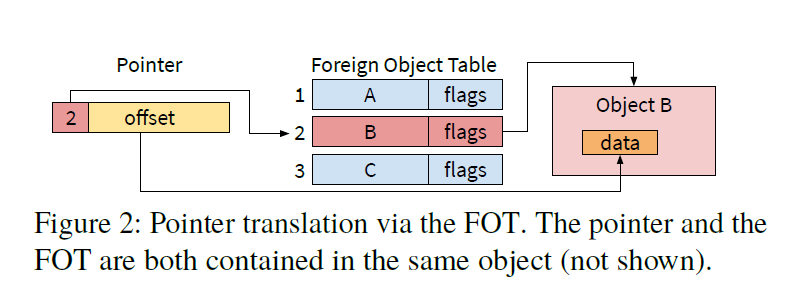 Pointer
Foreign Object Table
1 A flags
2 offset
2 B flags
3 C flags
Object B
data
Figure 2: Pointer translation via the FOT. The pointer and the
FOT are both contained in the same object (not shown).